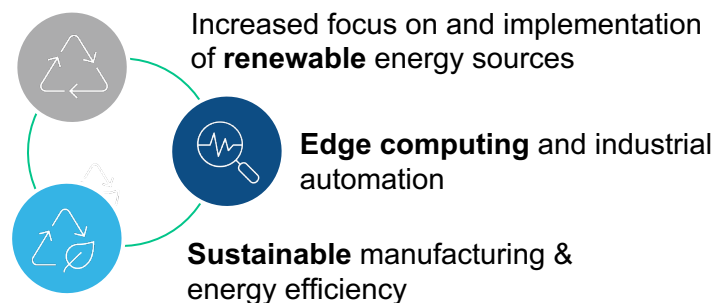 Increased focus on and implementation
of renewable energy sources
Edge computing and industrial
automation
Sustainable manufacturing &
energy efficiency